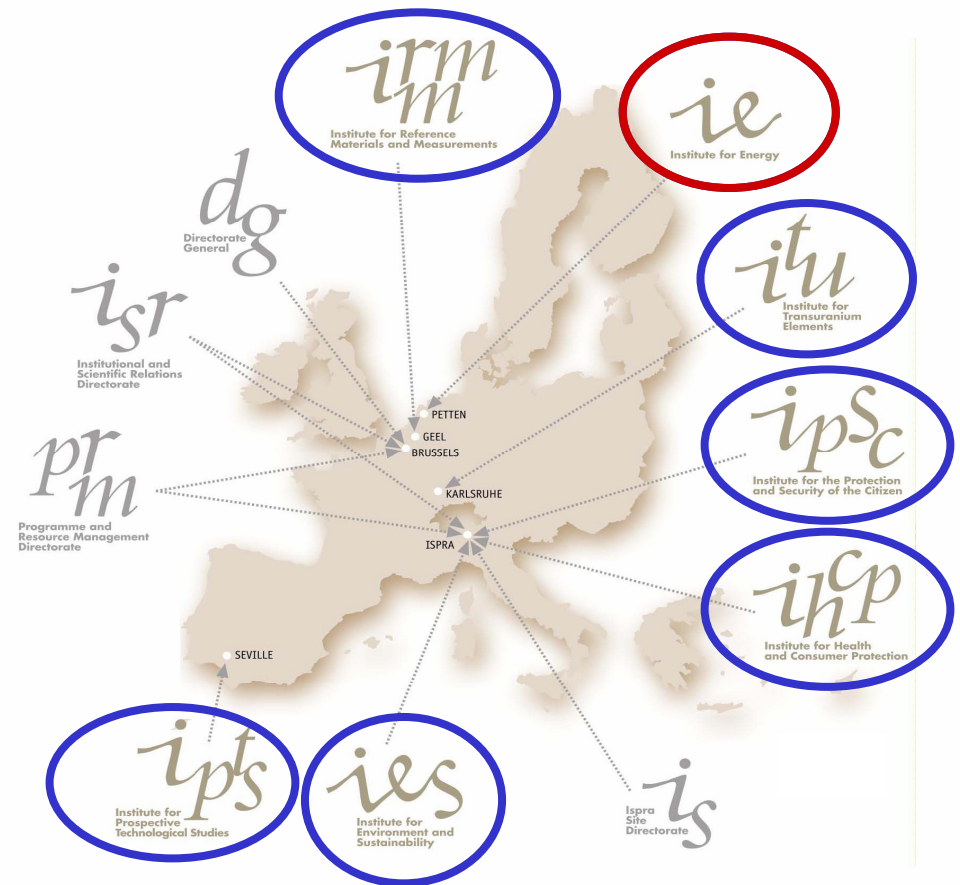 irmm
Institute for Reference
Materials and Measurements
ie
Institute for Energy
dg
Directorate
General
itu
Institute for
Transuranium
Elements
isr
Institutional and
Scientific Relations
Directorate
ipsc
Institute for the Protection
and Security of the Citizen
PETTEN
GEEL
BRUSSELS
KARLSRUHE
ISPRA
SEVILLE
prm
Programme and
Resource Management
Directorate
ihcp
Institute for Health
and Consumer Protection
ipts
Institute for
Prospective
Technological Studies
ies
Institute for
Environment and
Sustainability
is
Ispra
Site
Directorate